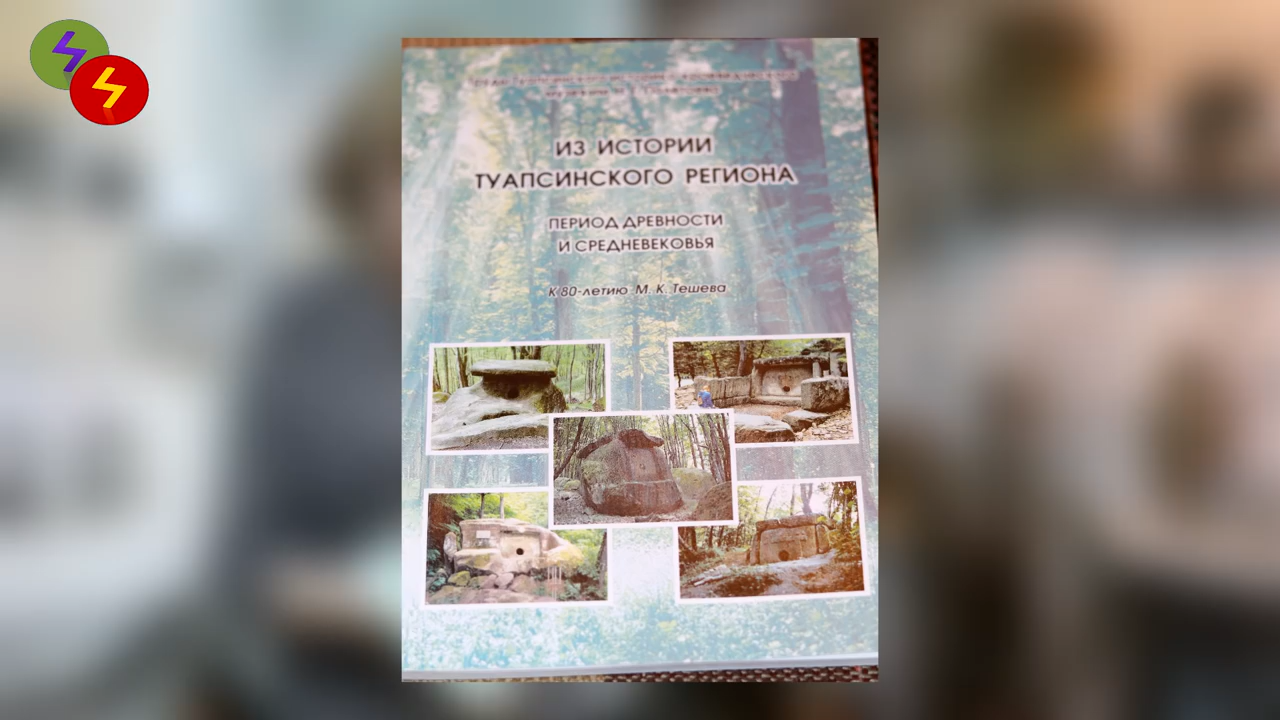 ИЗ ИСТОРИИ
ТУАПСИНСКОГО РЕГИОНА
ПЕРИОД ДРЕВНОСТИ
И СРЕДНЕВЕКОВЬЯ
К 80-летию М. К. Тешева